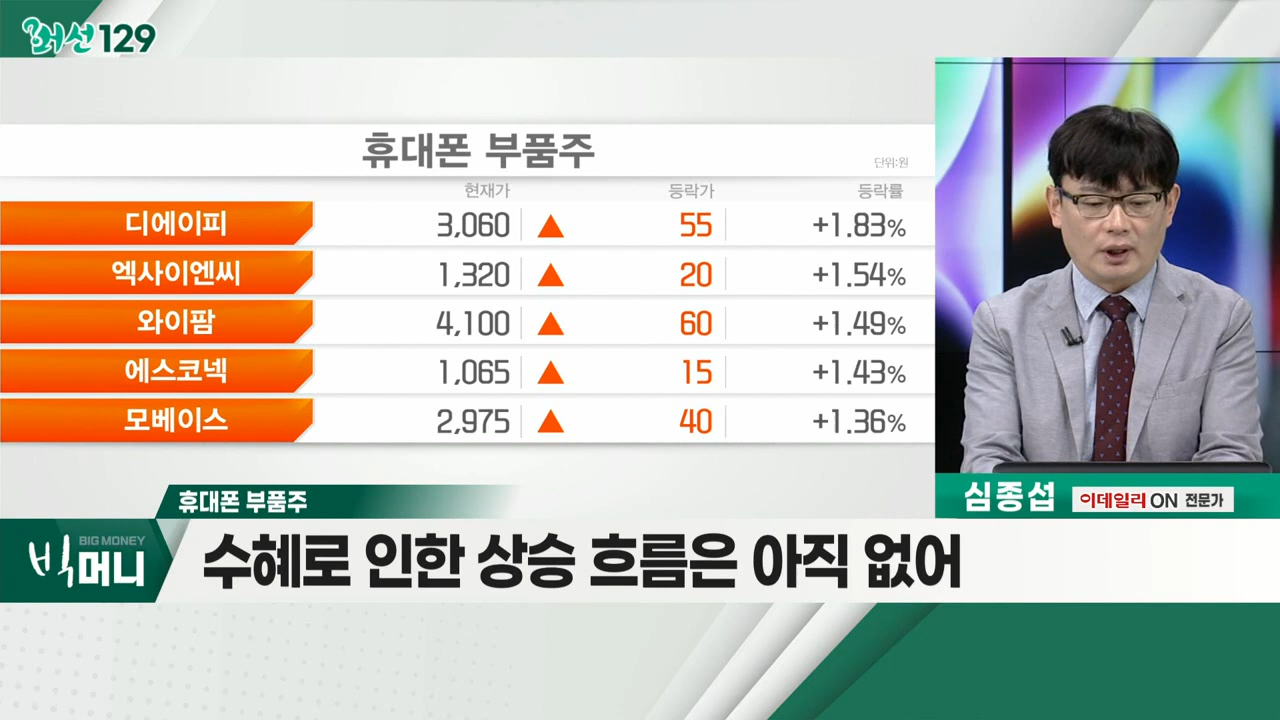 머선129
휴대폰 부품주
단위:원
현재가 등락가 등락률
디에이피 3,060 ▲ 55 +1.83%
엑사이엔씨 1,320 ▲ 20 +1.54%
와이팜 4,100 ▲ 60 +1.49%
에스코넥 1,065 ▲ 15 +1.43%
모베이스 2,975 ▲ 40 +1.36%
심종섭 이데일리ON 전문가
휴대폰 부품주
BIG MONEY
빅머니
수혜로 인한 상승 흐름은 아직 없어